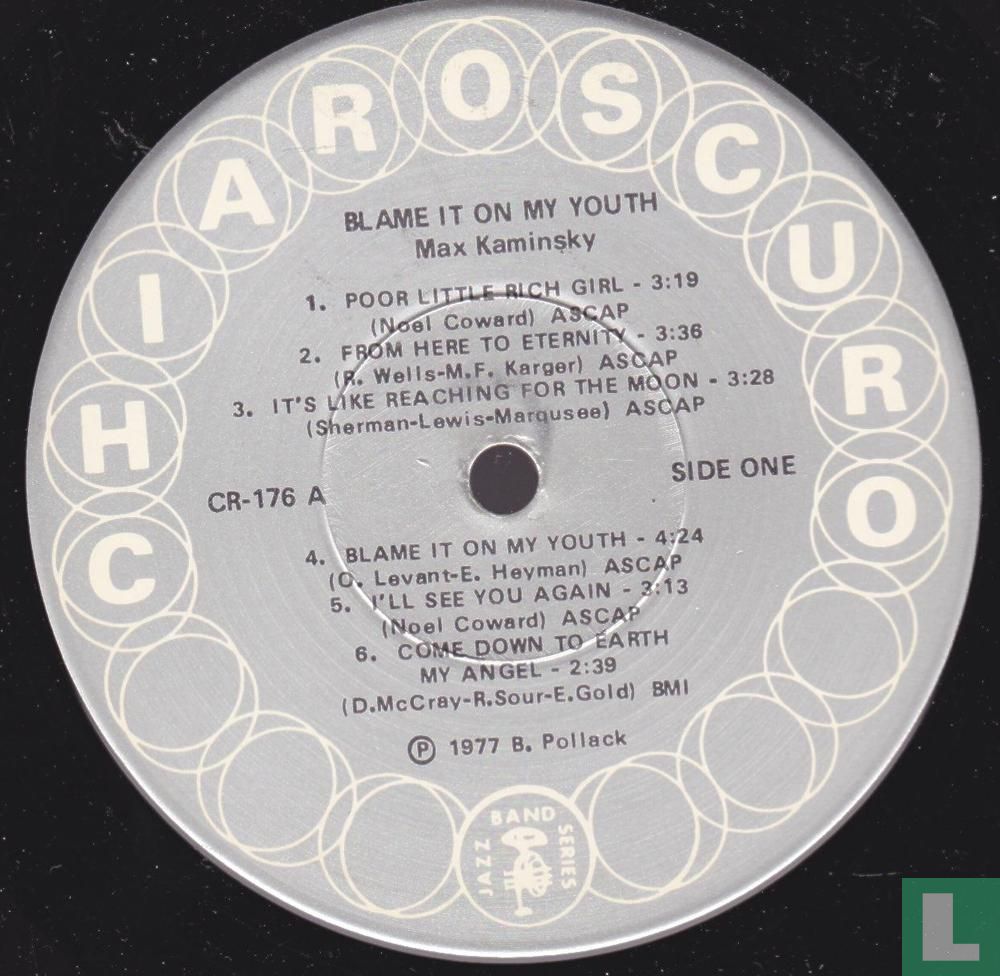 CHIAROSCURO
BLAME IT ON MY YOUTH
Max Kaminsky
1. POOR LITTLE RICH GIRL - 3:19
(Noel Coward) ASCAP
2. FROM HERE TO ETERNITY - 3:36
(R. Wells-M.F. Karger) ASCAP
3. IT'S LIKE REACHING FOR THE MOON - 3:28
(Sherman-Lewis-Marqusee) ASCAP
CR-176 A
SIDE ONE
4. BLAME IT ON MY YOUTH - 4:24
(O. Levant-E. Heyman) ASCAP
5. I'LL SEE YOU AGAIN - 3:13
(Noel Coward) ASCAP
6. COME DOWN TO EARTH
MY ANGEL - 2:39
(D.McCray-R.Sour-E.Gold) BMI
℗ 1977 B. Pollack
JAZZ BAND SERIES
L